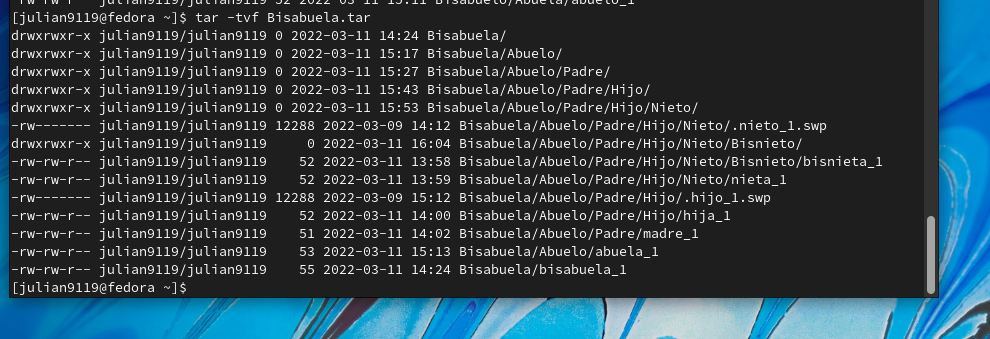 -rw-rw-r-- julian9119/julian9119 52 2022-03-11 15:11 Bisabuela/Abuelo/abuelo_1
[julian9119@fedora ~]$ tar -tvf Bisabuela.tar
drwxrwxr-x julian9119/julian9119 0 2022-03-11 14:24 Bisabuela/
drwxrwxr-x julian9119/julian9119 0 2022-03-11 15:17 Bisabuela/Abuelo/
drwxrwxr-x julian9119/julian9119 0 2022-03-11 15:27 Bisabuela/Abuelo/Padre/
drwxrwxr-x julian9119/julian9119 0 2022-03-11 15:43 Bisabuela/Abuelo/Padre/Hijo/
drwxrwxr-x julian9119/julian9119 0 2022-03-11 15:53 Bisabuela/Abuelo/Padre/Hijo/Nieto/
-rw------- julian9119/julian9119 12288 2022-03-09 14:12 Bisabuela/Abuelo/Padre/Hijo/Nieto/.nieto_1.swp
drwxrwxr-x julian9119/julian9119     0 2022-03-11 16:04 Bisabuela/Abuelo/Padre/Hijo/Nieto/Bisnieto/
-rw-rw-r-- julian9119/julian9119    52 2022-03-11 13:58 Bisabuela/Abuelo/Padre/Hijo/Nieto/Bisnieto/bisnieta_1
-rw-rw-r-- julian9119/julian9119    52 2022-03-11 13:59 Bisabuela/Abuelo/Padre/Hijo/Nieto/nieta_1
-rw------- julian9119/julian9119 12288 2022-03-09 15:12 Bisabuela/Abuelo/Padre/Hijo/.hijo_1.swp
-rw-rw-r-- julian9119/julian9119    52 2022-03-11 14:00 Bisabuela/Abuelo/Padre/Hijo/hija_1
-rw-rw-r-- julian9119/julian9119    51 2022-03-11 14:02 Bisabuela/Abuelo/Padre/madre_1
-rw-rw-r-- julian9119/julian9119    53 2022-03-11 15:13 Bisabuela/Abuelo/abuela_1
-rw-rw-r-- julian9119/julian9119    55 2022-03-11 14:24 Bisabuela/bisabuela_1
[julian9119@fedora ~]$